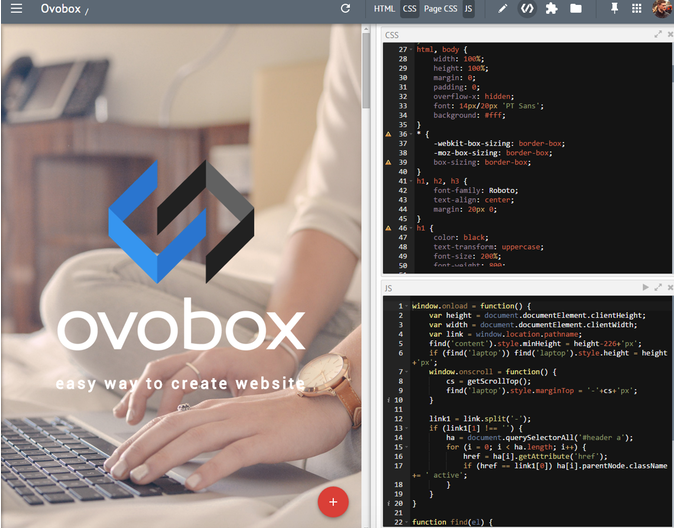 Ovobox /
HTML CSS Page CSS JS
ovobox
easy way to create website
+
CSS
27 html, body {
28 width: 100%;
29 height: 100%;
30 margin: 0;
31 padding: 0;
32 overflow-x: hidden;
33 font: 14px/20px 'PT Sans';
34 background: #fff;
35 }
36 * {
37 -webkit-box-sizing: border-box;
38 -moz-box-sizing: border-box;
39 box-sizing: border-box;
40 }
41 h1, h2, h3 {
42 font-family: Roboto;
43 text-align: center;
44 margin: 20px 0;
45 }
46 h1 {
47 color: black;
48 text-transform: uppercase;
49 font-size: 200%;
50 font-weight: 800;
JS
1 window.onload = function() {
2 var height = document.documentElement.clientHeight;
3 var width = document.documentElement.clientWidth;
4 var link = window.location.pathname;
5 find('content').style.minHeight = height-226+'px';
6 if (find('laptop')) find('laptop').style.height = height
+'px';
7 window.onscroll = function() {
8 cs = getScrollTop();
9 find('laptop').style.marginTop = '-'+cs+'px';
10 }
11
12 link1 = link.split('-');
13 if (link1[1] !== '') {
14 ha = document.querySelectorAll('#header a');
15 for (i = 0; i < ha.length; i++) {
16 href = ha[i].getAttribute('href');
17 if (href == link1[0]) ha[i].parentNode.className
+= ' active';
18 }
19 }
20 }
21
22 function find(el) {